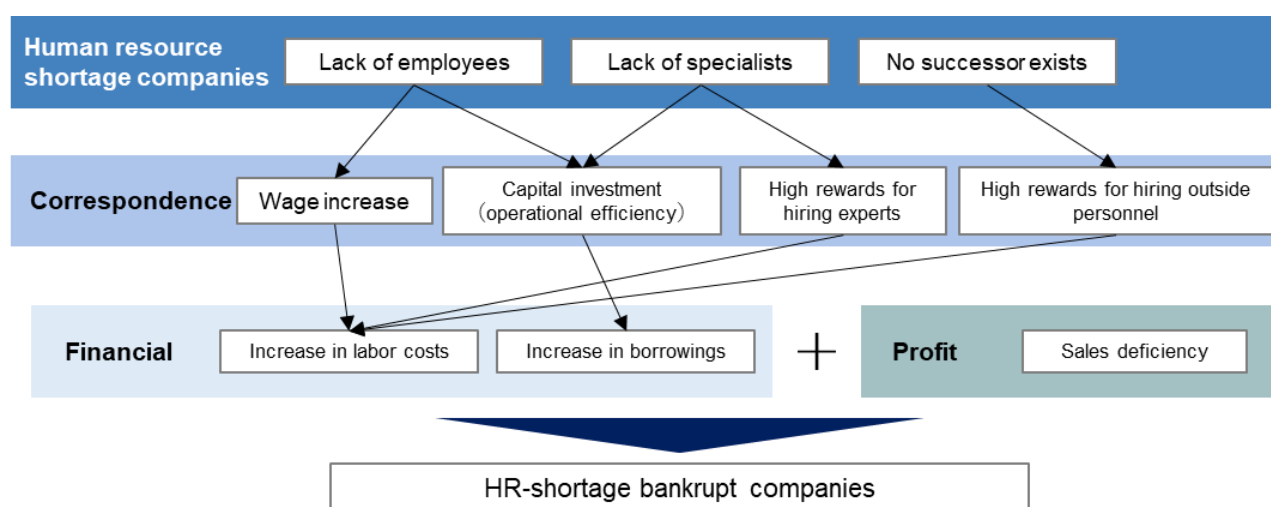 Human resource
shortage companies
Lack of employees
Lack of specialists
No successor exists
Correspondence
Wage increase
Capital investment
（operational efficiency）
High rewards for
hiring experts
High rewards for hiring outside
personnel
Financial
Increase in labor costs
Increase in borrowings
+
Profit
Sales deficiency
HR-shortage bankrupt companies